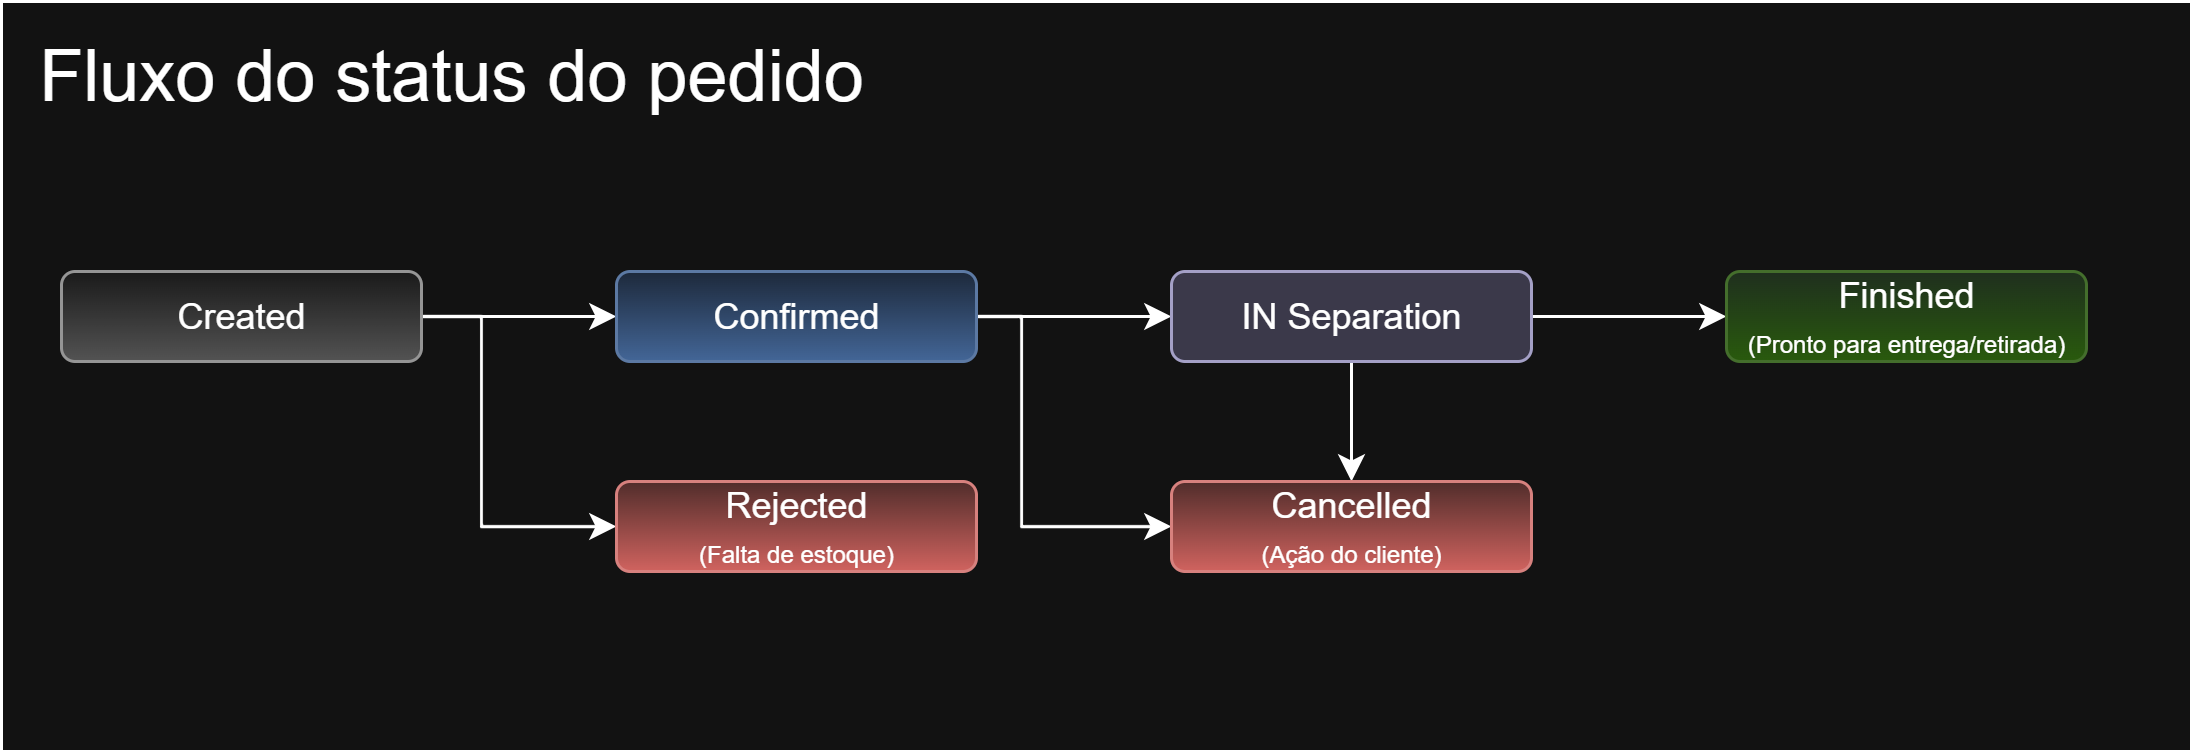 Fluxo do status do pedido
Created
Confirmed
IN Separation
Finished
(Pronto para entrega/retirada)
Rejected
(Falta de estoque)
Cancelled
(Ação do cliente)